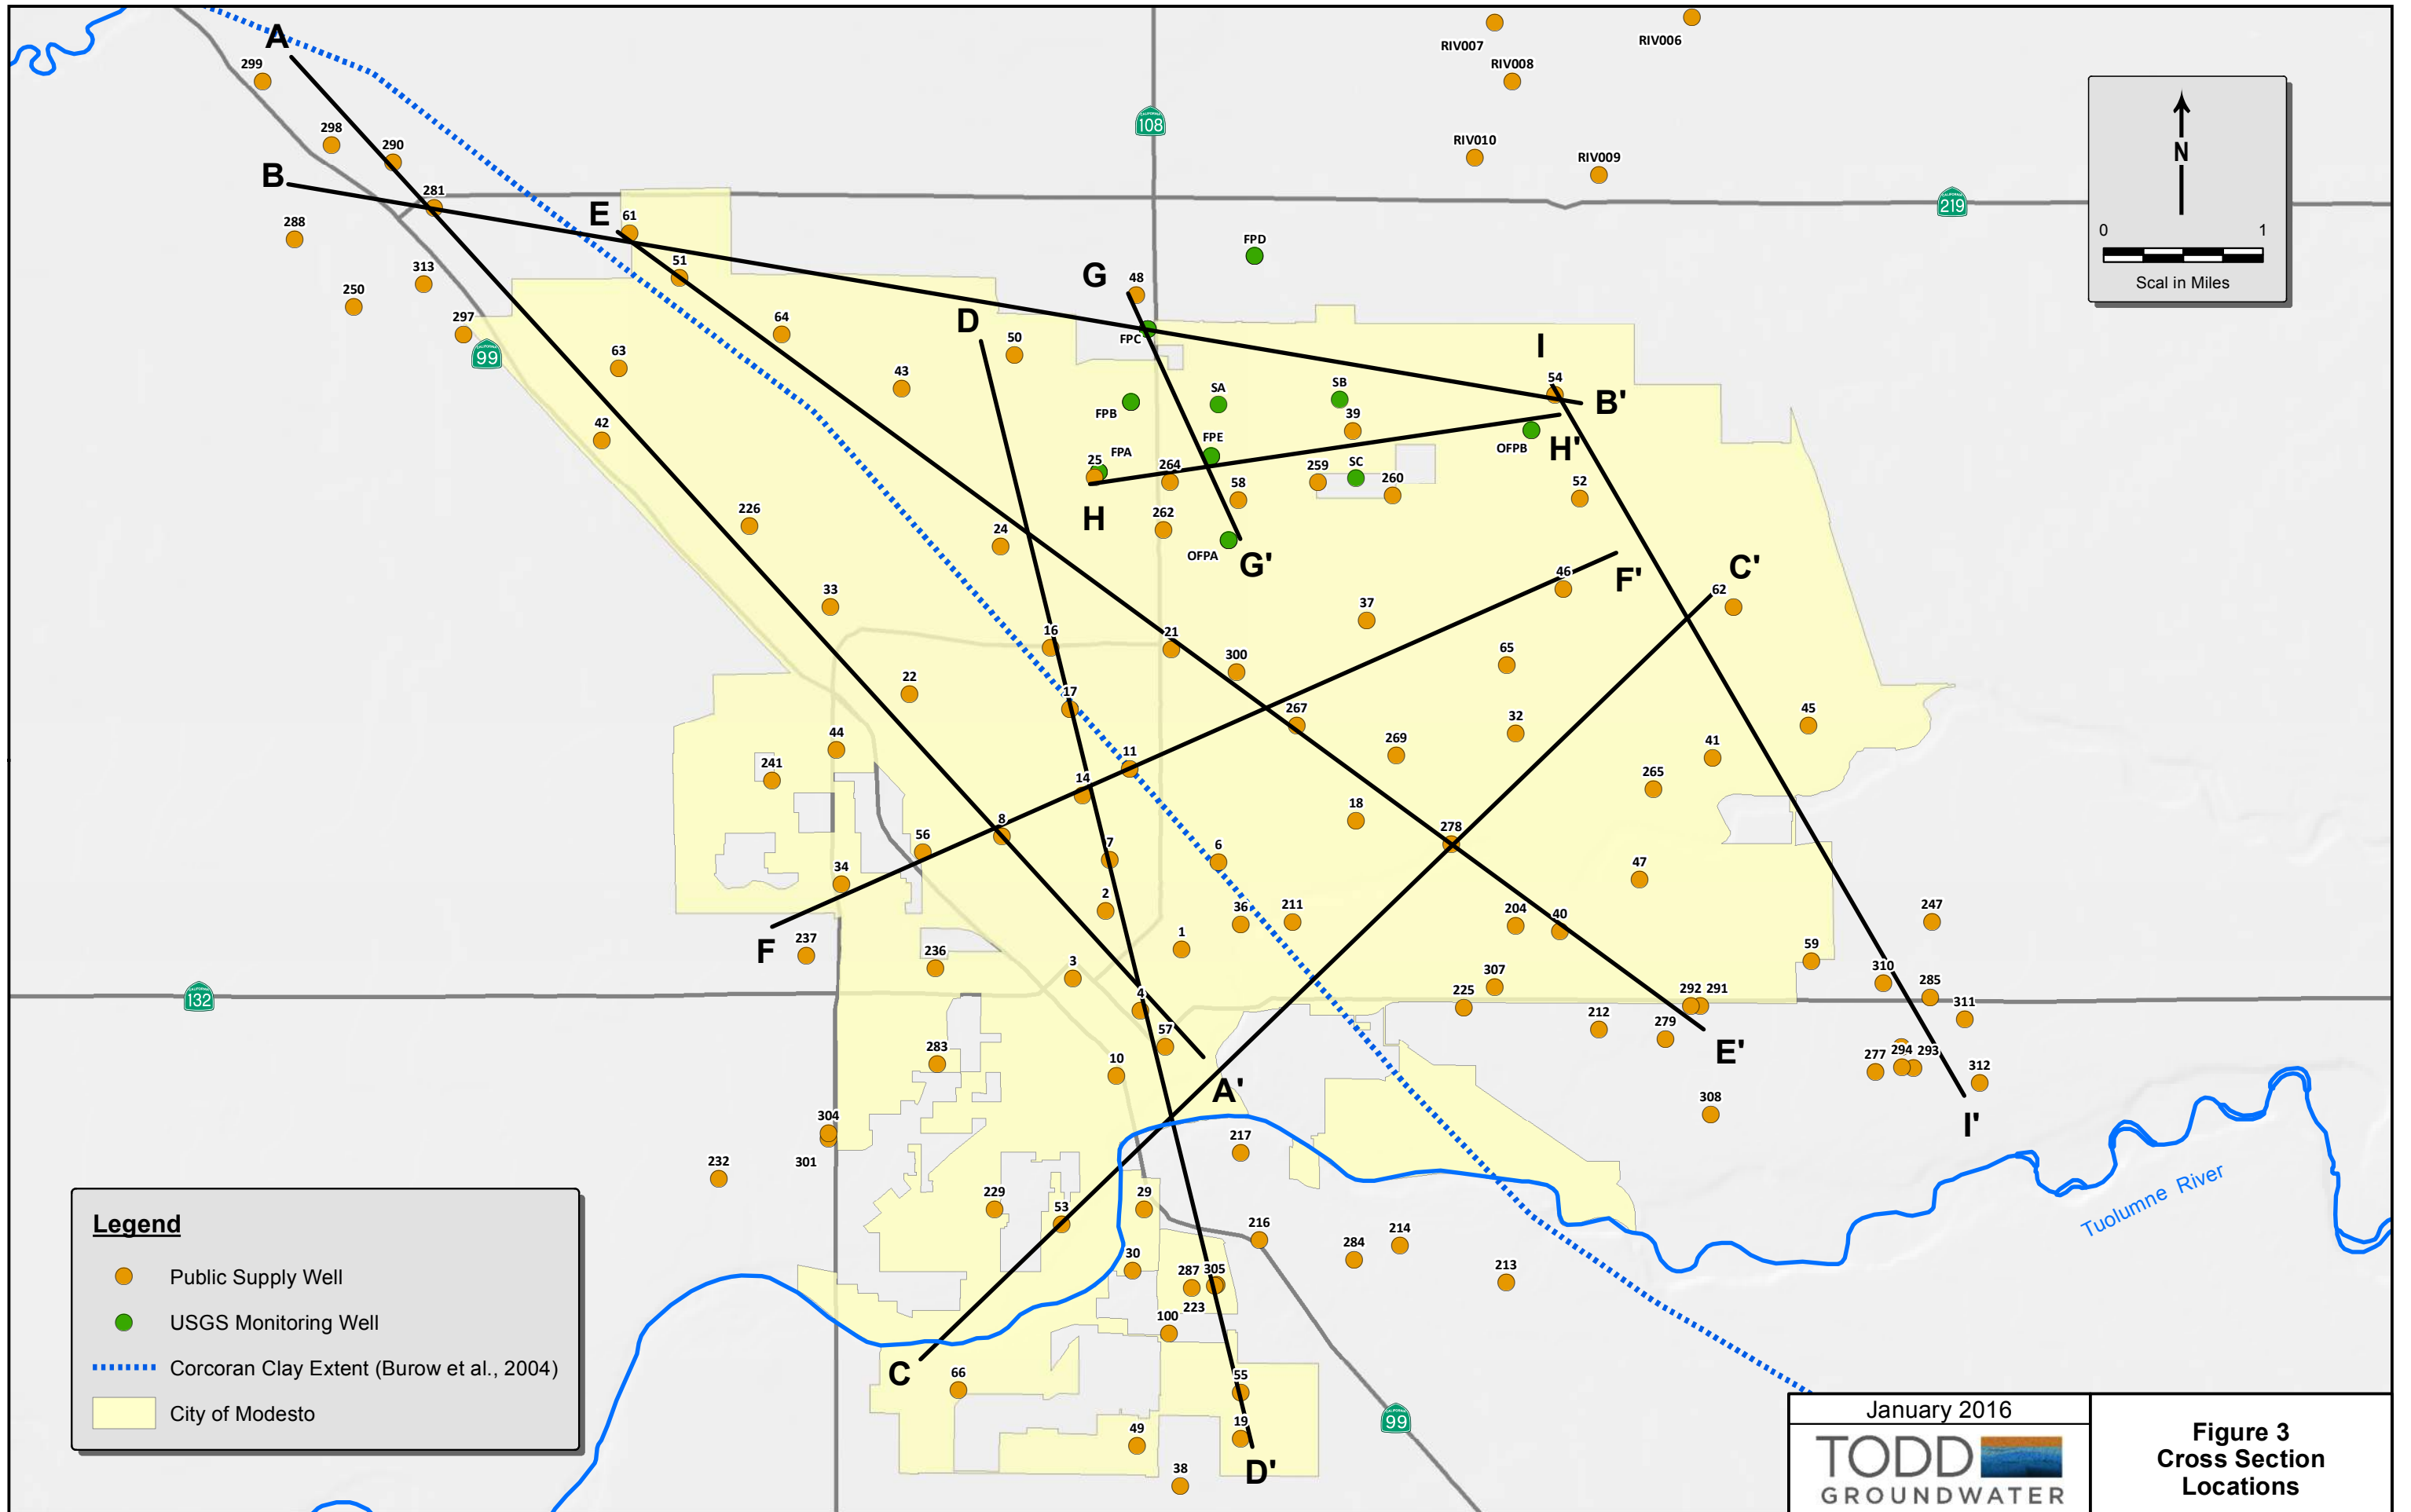 RIV007
RIV006
RIV008
A
299
108
CALIFORNIA
298
290
RIV010
RIV009
N
B
281
219
CALIFORNIA
0
1
Scal in Miles
E
61
288
FPD
51
313
G
48
250
297
64
D
FPC
99
CALIFORNIA
50
I
63
43
54
SA
SB
B'
FPB
39
42
FPE
H'
OFPB
25
FPA
264
259
SC
260
52
58
226
H
262
24
OFPA
G'
C'
F'
46
62
33
37
16
21
300
65
22
17
267
32
45
44
11
269
41
241
14
265
18
8
278
56
7
6
34
47
2
36
211
204
40
247
1
F
237
236
59
3
307
310
285
132
CALIFORNIA
4
225
292
291
311
57
212
279
E'
283
10
277
294
293
312
A'
304
308
I'
217
301
232
Tuolumne River
229
53
29
Legend
216
214
284
30
213
Public Supply Well
287
305
223
USGS Monitoring Well
100
Corcoran Clay Extent (Burow et al., 2004)
C
66
55
City of Modesto
49
19
99
CALIFORNIA
D'
38
January 2016
TODD
GROUNDWATER
Figure 3
Cross Section
Locations